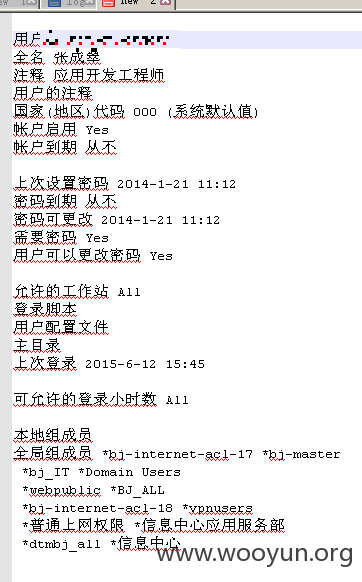 log
new 2
用户
全名 张成燊
注释 应用开发工程师
用户的注释
国家(地区)代码 000 (系统默认值)
帐户启用 Yes
帐户到期 从不
上次设置密码 2014-1-21 11:12
密码到期 从不
密码可更改 2014-1-21 11:12
需要密码 Yes
用户可以更改密码 Yes
允许的工作站 All
登录脚本
用户配置文件
主目录
上次登录 2015-6-12 15:45
可允许的登录小时数 All
本地组成员
全局组成员 *bj-internet-acl-17 *bj-master
*bj_IT *Domain Users
*webpublic *BJ_ALL
*bj-internet-acl-18 *vpnusers
*普通上网权限 *信息中心应用服务部
*dtmbj_all *信息中心
www.wooyun.org